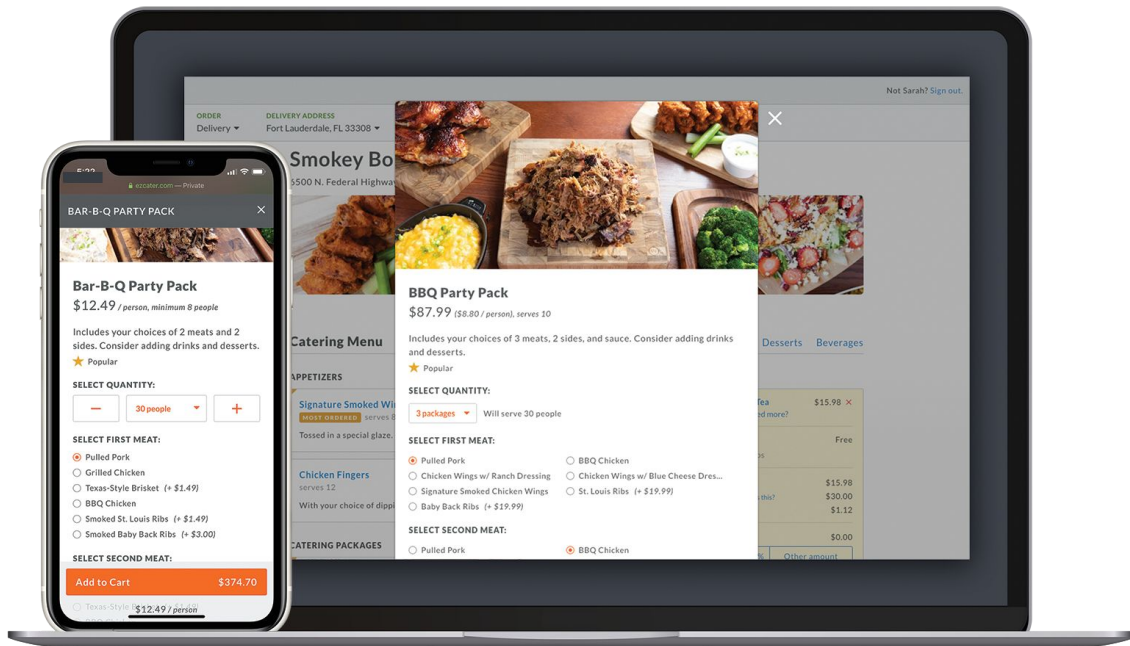 Not Sarah? Sign out.
ORDER
Delivery
DELIVERY ADDRESS
Fort Lauderdale, FL 33308
Smokey Bo
6500 N. Federal Highwa
Catering Menu
Desserts
Beverages
APPETIZERS
Signature Smoked Wi
MOST ORDERED serves 8
Tossed in a special glaze.
Chicken Fingers
serves 12
With your choice of dippi
CATERING PACKAGES
BBQ Party Pack
$87.99 ($8.80 / person), serves 10
Includes your choices of 3 meats, 2 sides, and sauce. Consider adding drinks
and desserts.
Popular
SELECT QUANTITY:
3 packages Will serve 30 people
SELECT FIRST MEAT:
Pulled Pork
BBQ Chicken
Chicken Wings w/ Ranch Dressing
Chicken Wings w/ Blue Cheese Dres...
Signature Smoked Chicken Wings
St. Louis Ribs (+ $19.99)
Baby Back Ribs (+ $19.99)
SELECT SECOND MEAT:
Pulled Pork
BBQ Chicken
Tea $15.98
ed more?
Free
$15.98
this? $30.00
$1.12
$0.00
% Other amount
ezcater.com — Private
BAR-B-Q PARTY PACK
Bar-B-Q Party Pack
$12.49 / person, minimum 8 people
Includes your choices of 2 meats and 2
sides. Consider adding drinks and desserts.
Popular
SELECT QUANTITY:
30 people
SELECT FIRST MEAT:
Pulled Pork
Grilled Chicken
Texas-Style Brisket (+ $1.49)
BBQ Chicken
Smoked St. Louis Ribs (+ $1.49)
Smoked Baby Back Ribs (+ $3.00)
SELECT SECOND MEAT:
Add to Cart $374.70
$12.49 / person